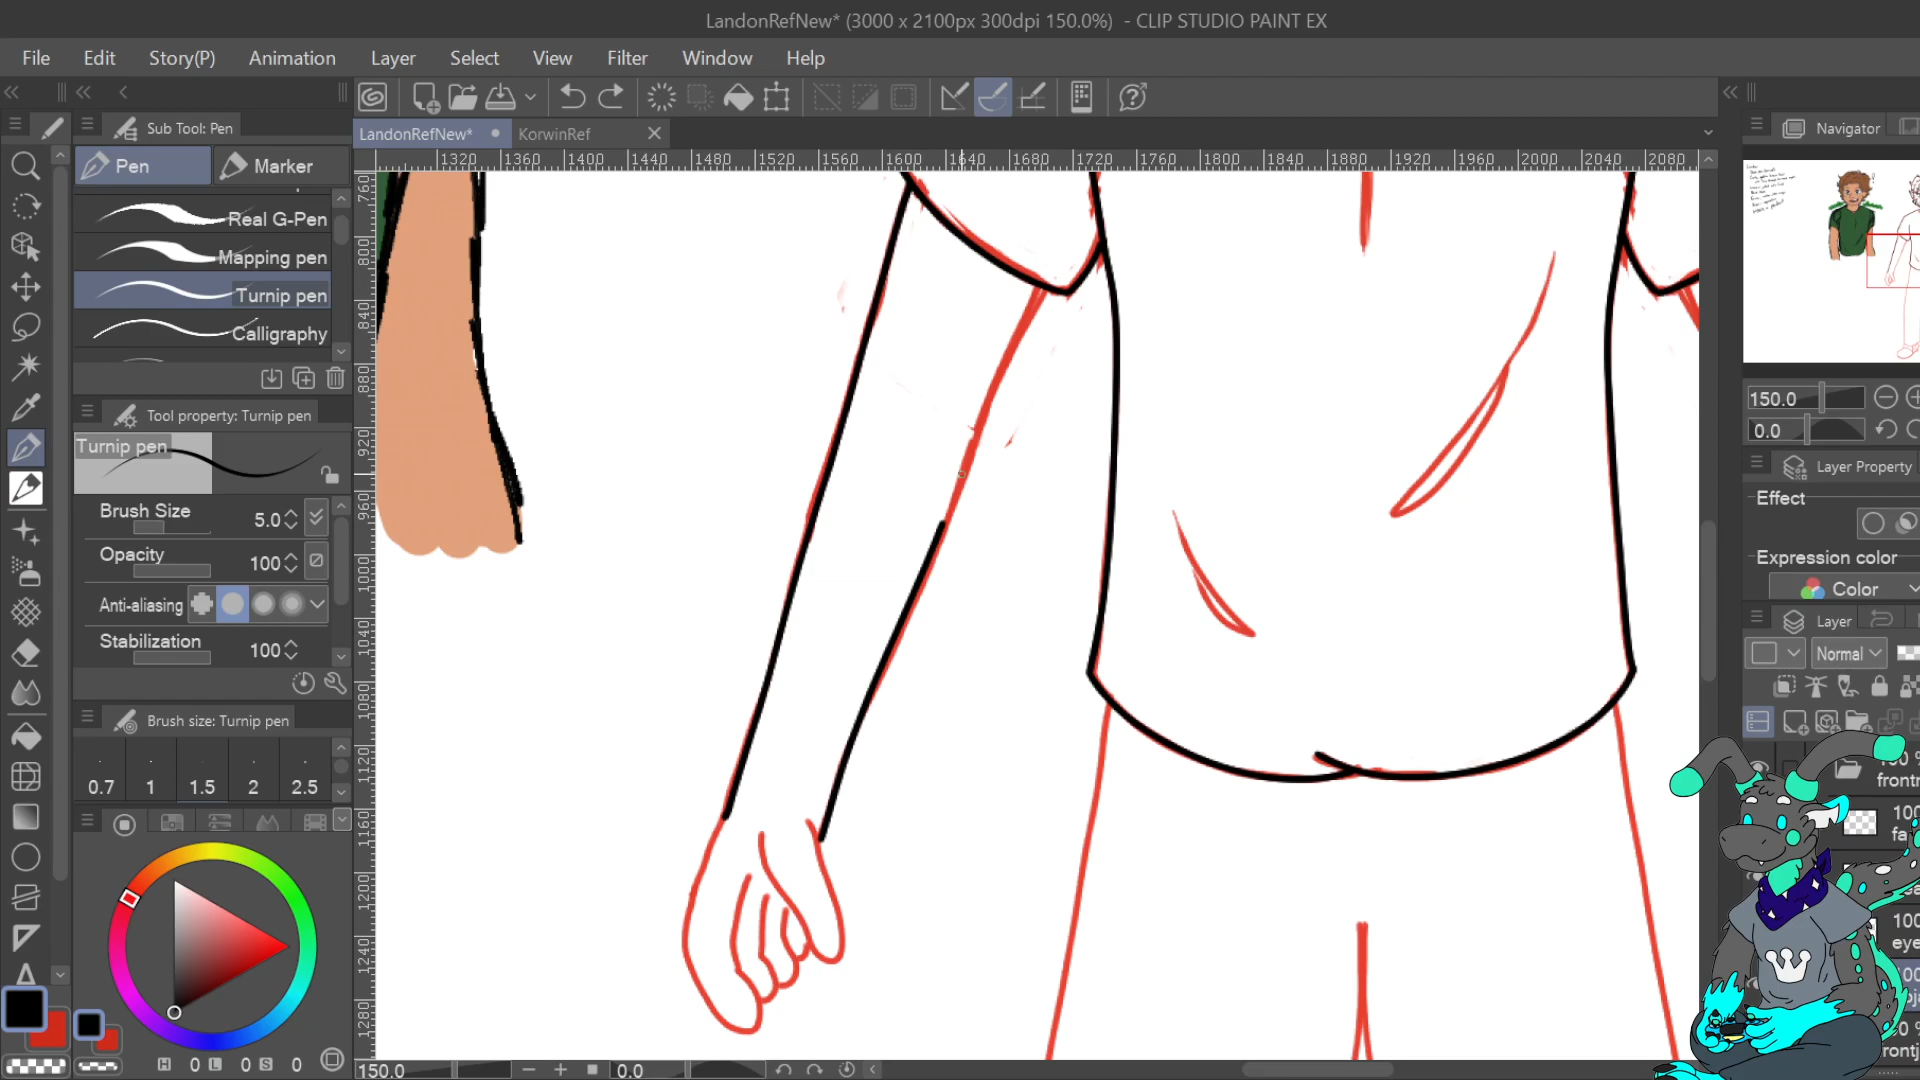 LandonRefNew* (3000 x 2100px 300dpi 150.0%) - CLIP STUDIO PAINT EX
File Edit Story(P) Animation Layer Select View Filter Window Help
Sub Tool: Pen
LandonRefNew* KorwinRef
Navigator
Pen Marker
1320 1360 1400 1440 1480 1520 1560 1600 1640 1680 1720 1760 1800 1840 1880 1920 1960 2000 2040 2080
Real G-Pen
Mapping pen
Turnip pen
Calligraphy
Tool property: Turnip pen
Turnip pen
Brush Size 5.0
Opacity 100
Anti-aliasing
Stabilization 100
Brush size: Turnip pen
0.7 1 1.5 2 2.5
H 0 L 0 S 0
760
800
840
880
920
960
1000
1040
1080
1120
1160
1200
1240
1280
150.0 0.0
150.0
0.0
Layer Property
Effect
Expression color
Color
Layer
Normal
frontr
100
fa
100
eye